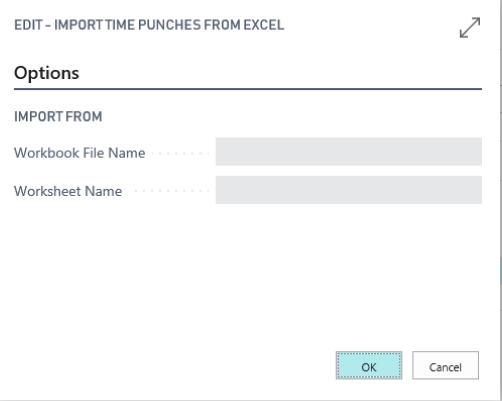 EDIT - IMPORT TIME PUNCHES FROM EXCEL
Options
IMPORT FROM
Workbook File Name
Worksheet Name
OK Cancel